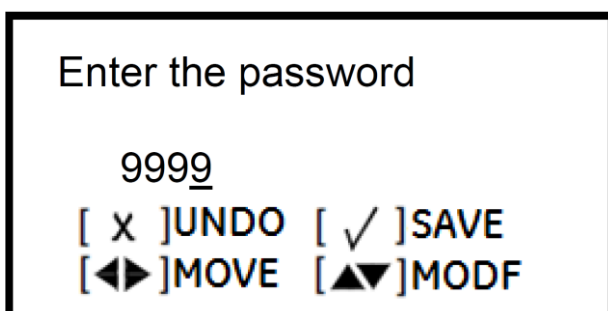 Enter the password
9999
[ X ]UNDO [ √ ]SAVE
[◀▶]MOVE [▲▼]MODF